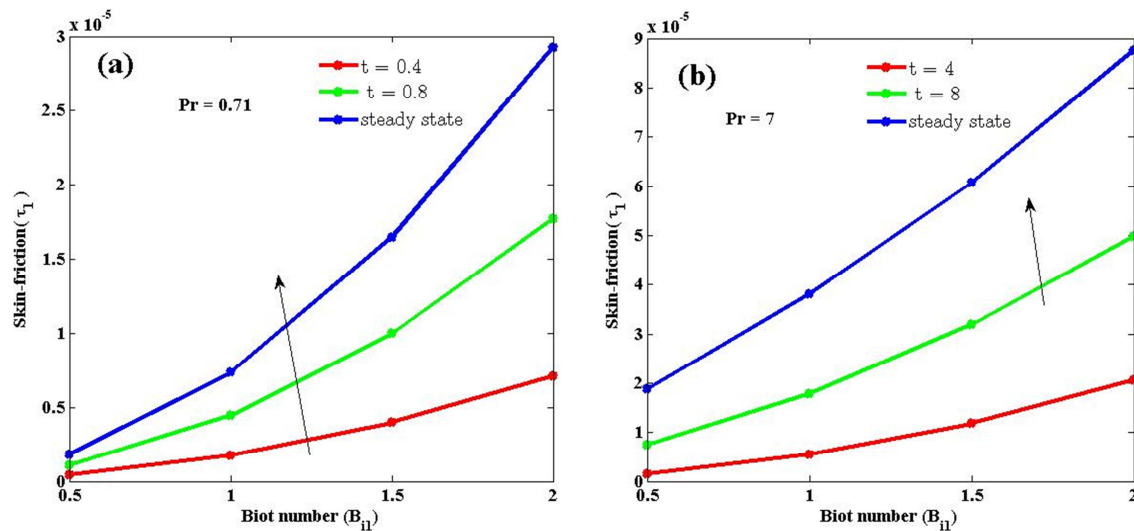 x 10⁻⁵
3
2.5
2
1.5
1
0.5
0
0.5
1
1.5
2
Skin-friction(τ₁)
Biot number (Bᵢ₁)
(a)
Pr = 0.71
t = 0.4
t = 0.8
steady state
x 10⁻⁵
9
8
7
6
5
4
3
2
1
0
0.5
1
1.5
2
Skin-friction(τ₁)
Biot number (Bᵢ₁)
(b)
Pr = 7
t = 4
t = 8
steady state